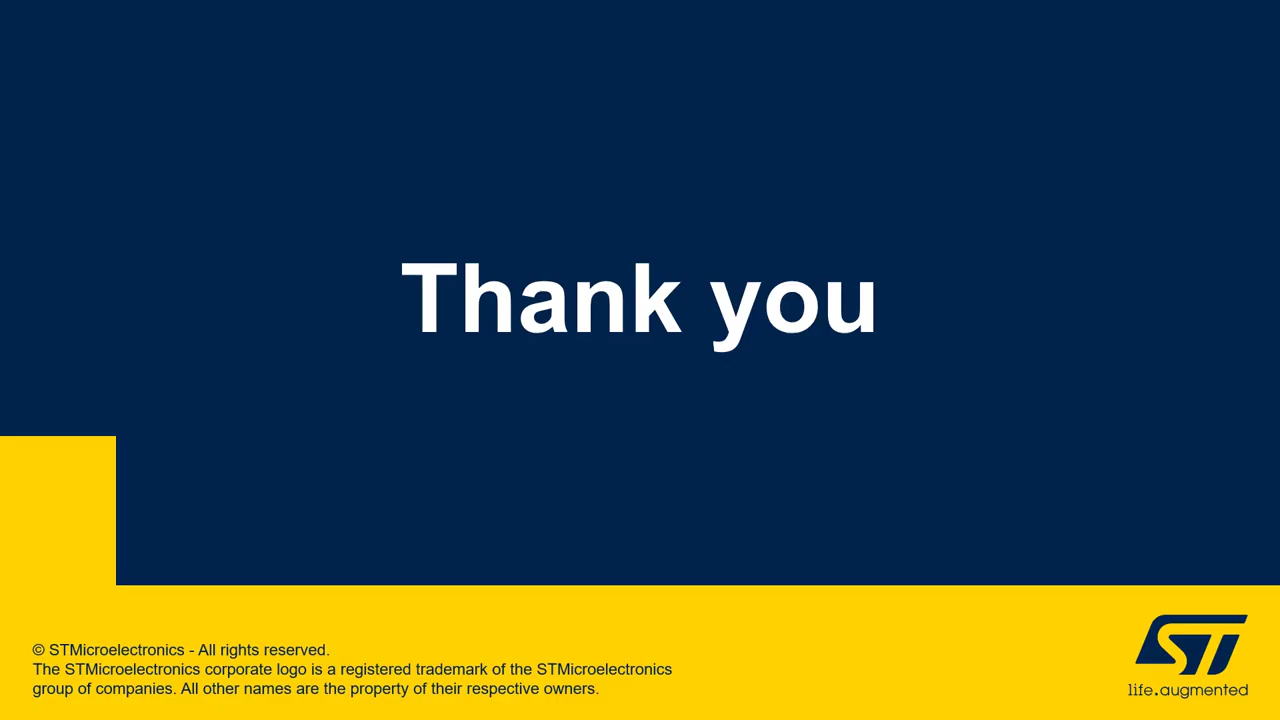 Thank you
© STMicroelectronics - All rights reserved.
The STMicroelectronics corporate logo is a registered trademark of the STMicroelectronics
group of companies. All other names are the property of their respective owners.
ST
life.augmented